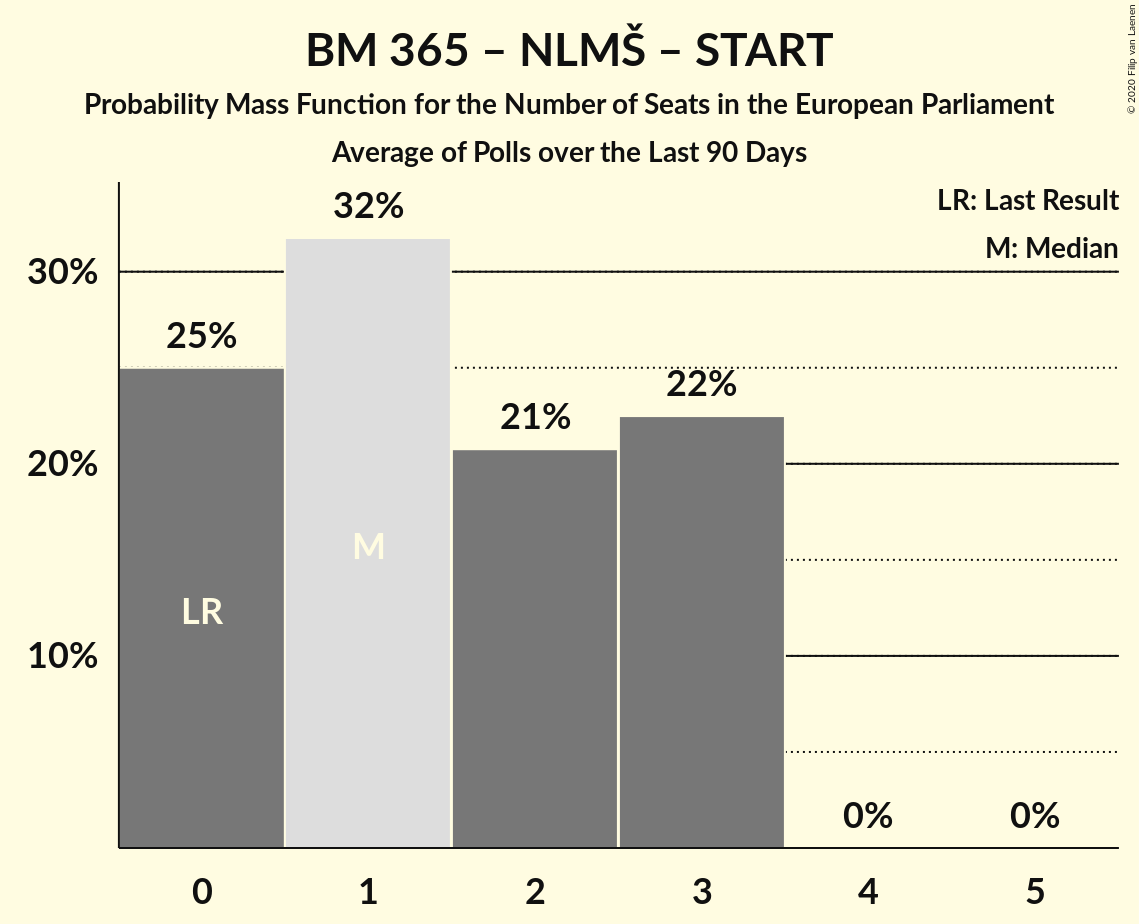 BM 365 – NLMŠ – START
Probability Mass Function for the Number of Seats in the European Parliament
Average of Polls over the Last 90 Days
© 2020 Filip van Laenen
LR: Last Result
M: Median
32%
30%
25%
22%
21%
20%
M
LR
10%
0% 0%
0 1 2 3 4 5